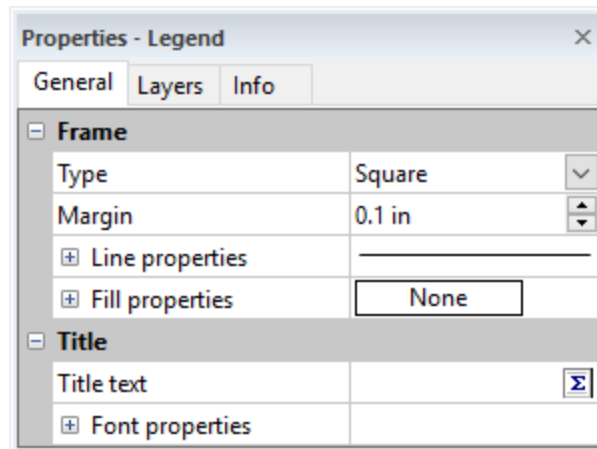 Properties - Legend
General Layers Info
Frame
Type Square
Margin 0.1 in
Line properties
Fill properties None
Title
Title text Σ
Font properties